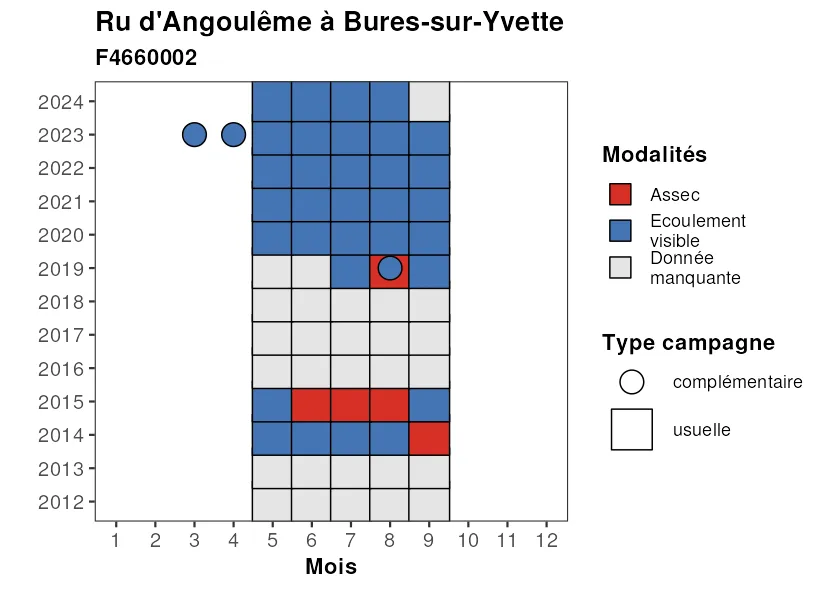 Ru d'Angoulême à Bures-sur-Yvette
F4660002
2024
2023
2022
2021
2020
2019
2018
2017
2016
2015
2014
2013
2012
1 2 3 4 5 6 7 8 9 10 11 12
Mois
Modalités
Assec
Ecoulement
visible
Donnée
manquante
Type campagne
complémentaire
usuelle